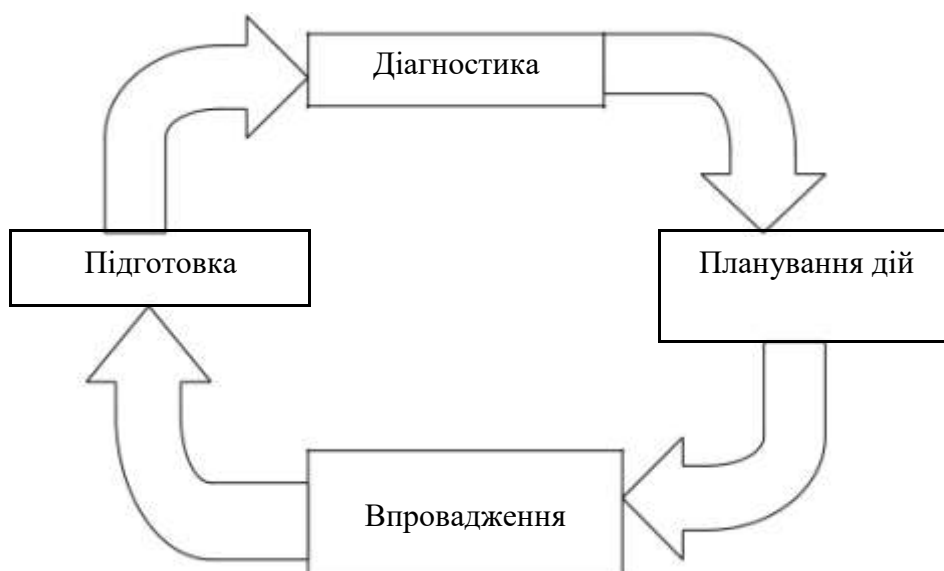 Діагностика
Підготовка
Планування дій
Впровадження